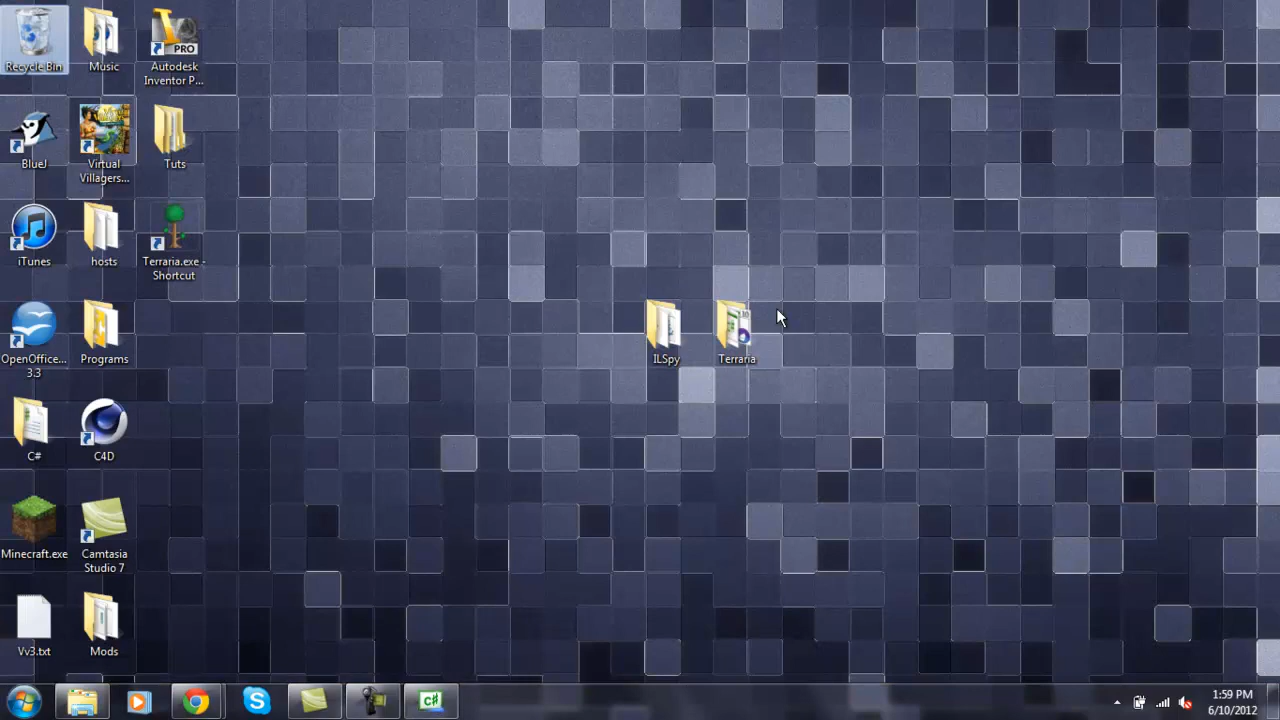 Recycle Bin
Music
PRO
Autodesk
Inventor P...
BlueJ
Virtual
Villagers...
Tuts
iTunes
hosts
Terraria.exe -
Shortcut
OpenOffice...
3.3
Programs
ILSpy
Terraria
C#
C4D
Minecraft.exe
Camtasia
Studio 7
Vv3.txt
Mods
C#
1:59 PM
6/10/2012